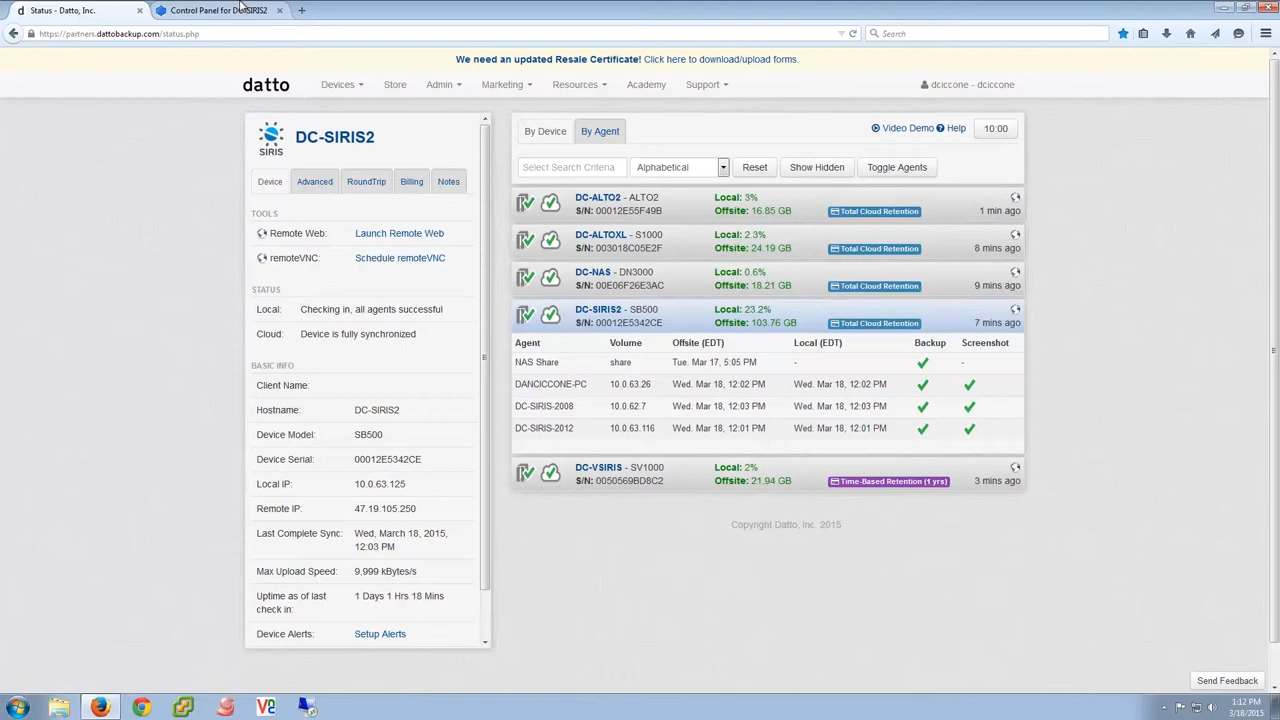 Status - Datto, Inc.
Control Panel for DC-SIRIS2
https://partners.dattobackup.com/status.php
Search
We need an updated Resale Certificate! Click here to download/upload forms.
datto
Devices
Store
Admin
Marketing
Resources
Academy
Support
dciccone - dciccone
SIRIS
DC-SIRIS2
Device
Advanced
RoundTrip
Billing
Notes
TOOLS
Remote Web: Launch Remote Web
remoteVNC: Schedule remoteVNC
STATUS
Local: Checking in, all agents successful
Cloud: Device is fully synchronized
BASIC INFO
Client Name:
Hostname: DC-SIRIS2
Device Model: SB500
Device Serial: 00012E5342CE
Local IP: 10.0.63.125
Remote IP: 47.19.105.250
Last Complete Sync: Wed, March 18, 2015,
12:03 PM
Max Upload Speed: 9,999 kBytes/s
Uptime as of last 1 Days 1 Hrs 18 Mins
check in:
Device Alerts: Setup Alerts
By Device
By Agent
Video Demo
Help
10:00
Select Search Criteria
Alphabetical
Reset
Show Hidden
Toggle Agents
DC-ALTO2 - ALTO2 Local: 3%
S/N: 00012E55F49B Offsite: 16.85 GB Total Cloud Retention 1 min ago
DC-ALTOXL - S1000 Local: 2.3%
S/N: 003018C05E2F Offsite: 24.19 GB Total Cloud Retention 8 mins ago
DC-NAS - DN3000 Local: 0.6%
S/N: 00E06F26E3AC Offsite: 18.21 GB Total Cloud Retention 9 mins ago
DC-SIRIS2 - SB500 Local: 23.2%
S/N: 00012E5342CE Offsite: 103.76 GB Total Cloud Retention 7 mins ago
Agent Volume Offsite (EDT) Local (EDT) Backup Screenshot
NAS Share share Tue. Mar 17, 5:05 PM - -
DANCICCONE-PC 10.0.63.26 Wed. Mar 18, 12:02 PM Wed. Mar 18, 12:02 PM
DC-SIRIS-2008 10.0.62.7 Wed. Mar 18, 12:03 PM Wed. Mar 18, 12:03 PM
DC-SIRIS-2012 10.0.63.116 Wed. Mar 18, 12:01 PM Wed. Mar 18, 12:01 PM
DC-VSIRIS - SV1000 Local: 2%
S/N: 0050569BD8C2 Offsite: 21.94 GB Time-Based Retention (1 yrs) 3 mins ago
Copyright Datto, Inc. 2015
Send Feedback
1:12 PM
3/18/2015